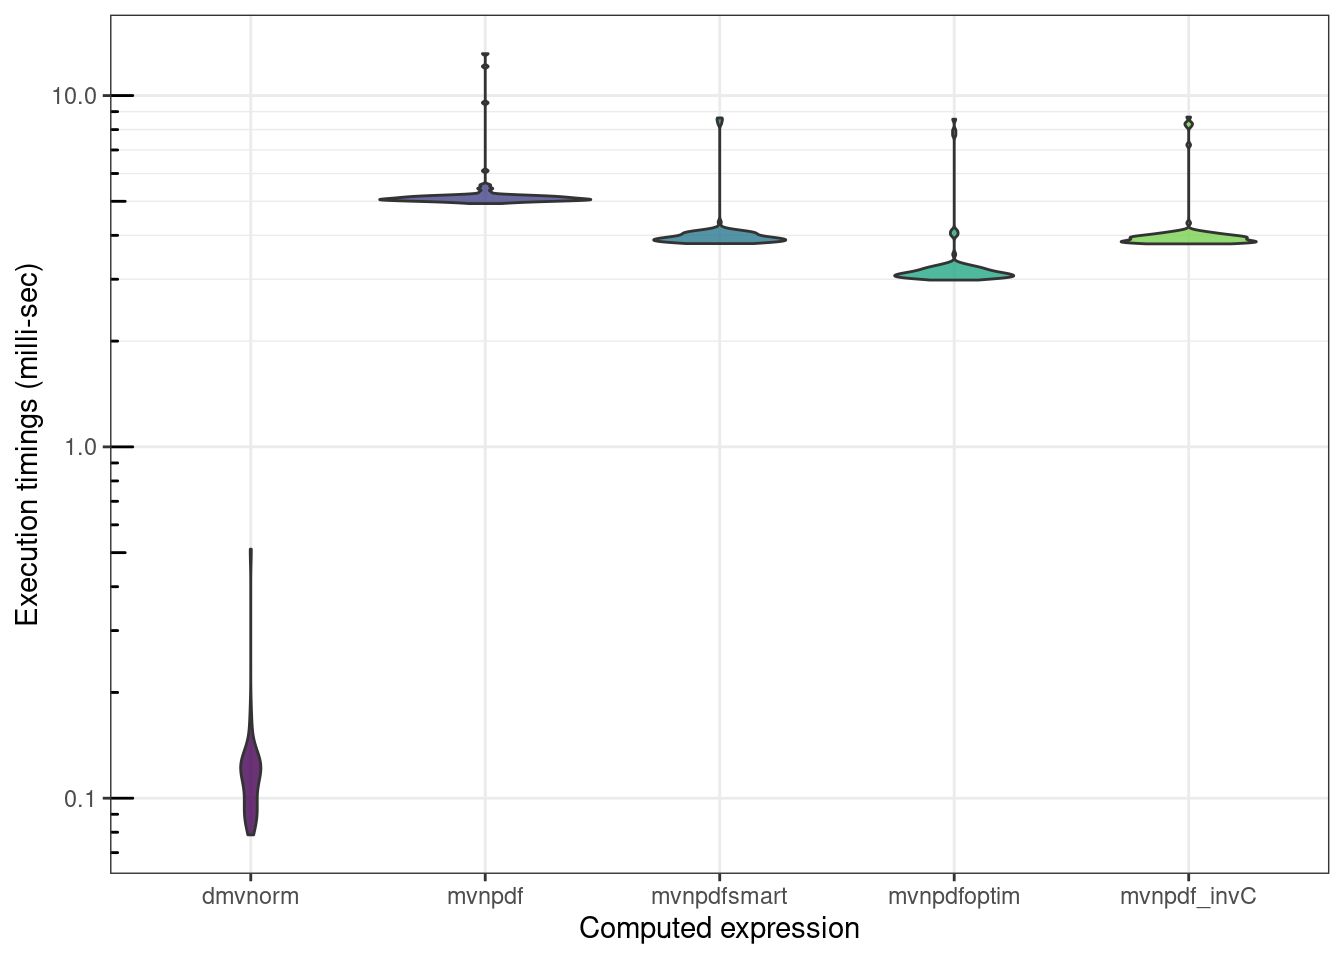 Execution timings (milli-sec)
10.0
1.0
0.1
dmvnorm mvnpdf mvnpdfsmart mvnpdfoptim mvnpdf_invC
Computed expression